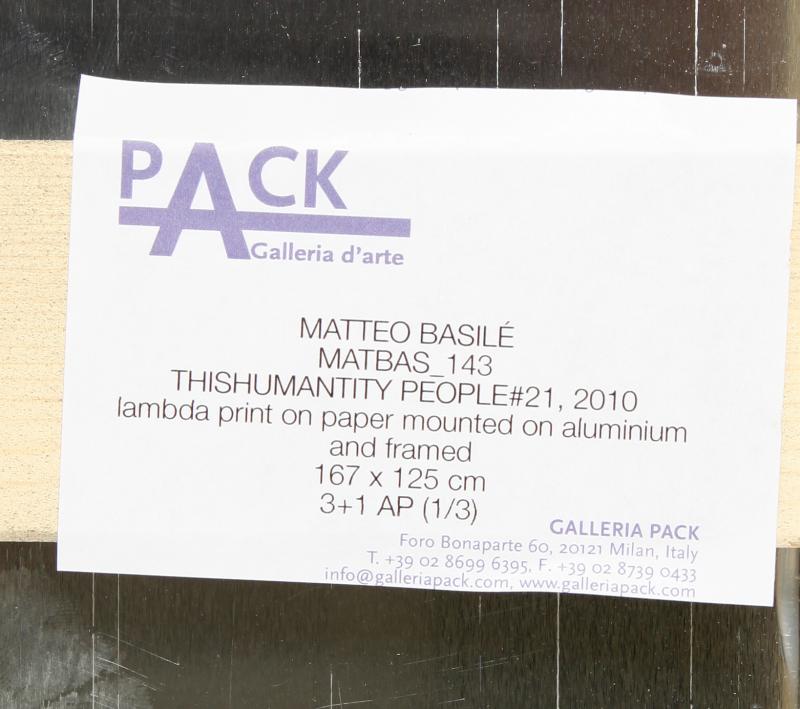 PACK
Galleria d'arte
MATTEO BASILÉ
MATBAS_143
THISHUMANTITY PEOPLE#21, 2010
lambda print on paper mounted on aluminium
and framed
167 x 125 cm
3+1 AP (1/3)
GALLERIA PACK
Foro Bonaparte 60, 20121 Milan, Italy
T. +39 02 8699 6395, F. +39 02 8739 0433
info@galleriapack.com, www.galleriapack.com